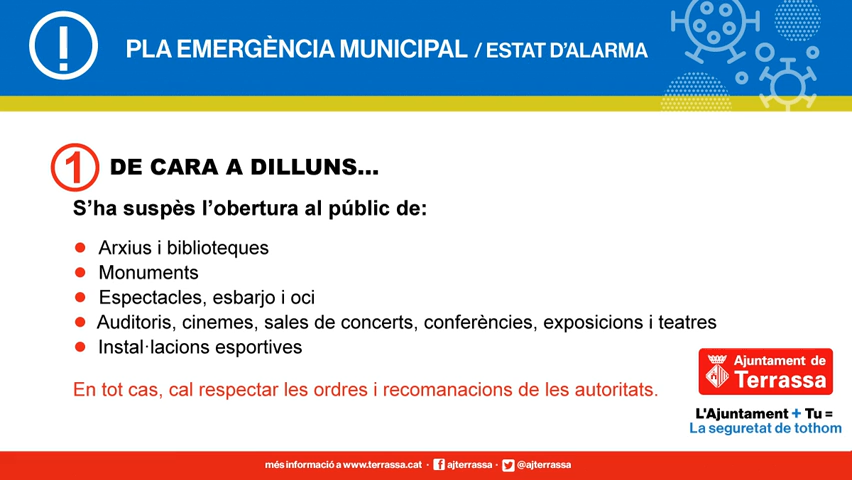 PLA EMERGÈNCIA MUNICIPAL / ESTAT D'ALARMA
1 DE CARA A DILLUNS...
S'ha suspès l'obertura al públic de:
Arxius i biblioteques
Monuments
Espectacles, esbarjo i oci
Auditoris, cinemes, sales de concerts, conferències, exposicions i teatres
Instal·lacions esportives
En tot cas, cal respectar les ordres i recomanacions de les autoritats.
Ajuntament de
Terrassa
L'Ajuntament + Tu =
La seguretat de tothom
més informació a www.terrassa.cat · ajterrassa · @ajterrassa